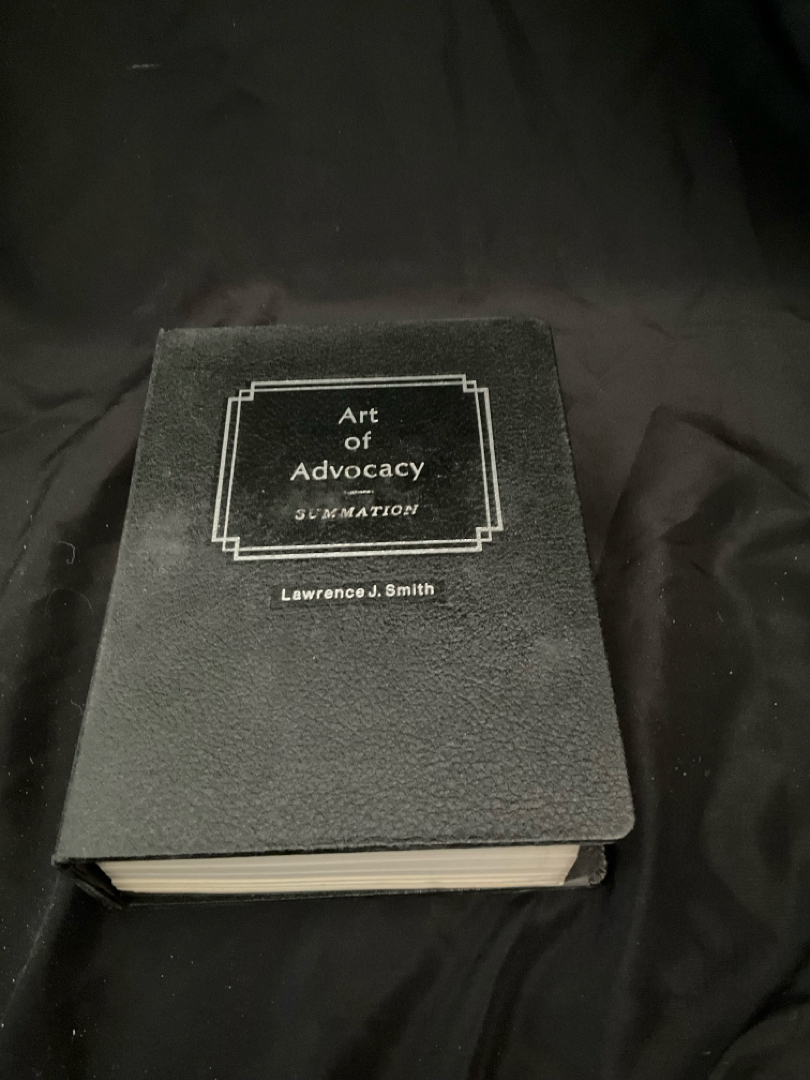 Art
of
Advocacy
SUMMATION
Lawrence J. Smith